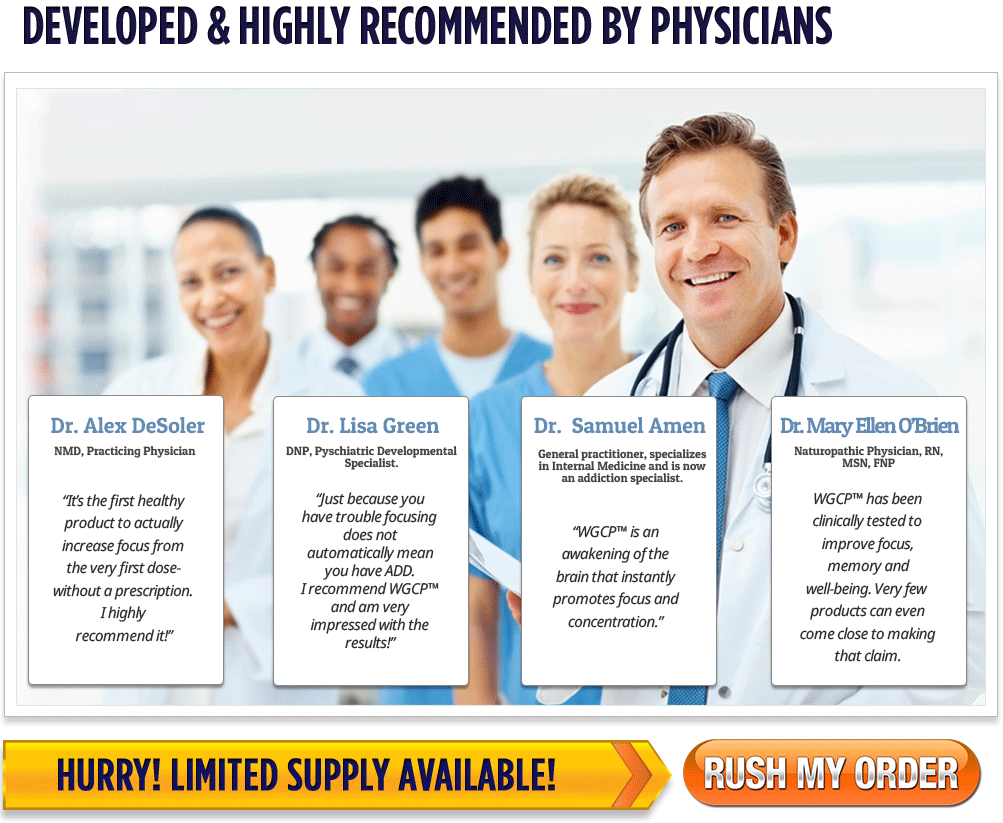 DEVELOPED & HIGHLY RECOMMENDED BY PHYSICIANS
Dr. Alex DeSoler
NMD, Practicing Physician
“It’s the first healthy
product to actually
increase focus from
the very first dose-
without a prescription.
I highly
recommend it!”
Dr. Lisa Green
DNP, Pyschiatric Developmental
Specialist.
“Just because you
have trouble focusing
does not
automatically mean
you have ADD.
I recommend WGCP™
and am very
impressed with the
results!”
Dr. Samuel Amen
General practitioner, specializes
in Internal Medicine and is now
an addiction specialist.
“WGCP™ is an
awakening of the
brain that instantly
promotes focus and
concentration.”
Dr. Mary Ellen O’Brien
Naturopathic Physician, RN,
MSN, FNP
WGCP™ has been
clinically tested to
improve focus,
memory and
well-being. Very few
products can even
come close to making
that claim.
HURRY! LIMITED SUPPLY AVAILABLE!
RUSH MY ORDER